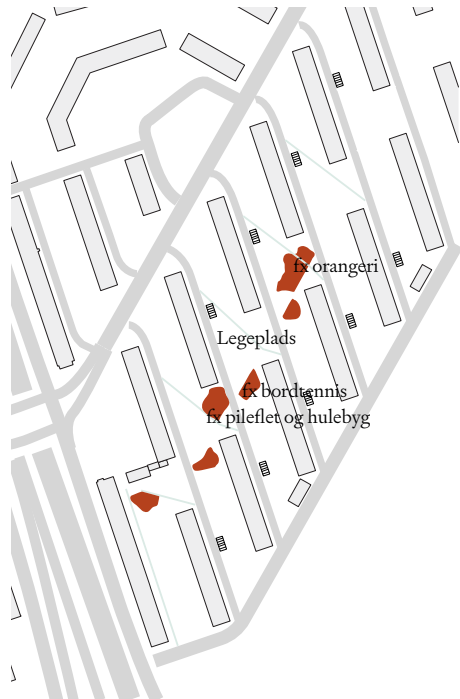 fx orangeri
Legeplads
fx bordtennis
fx pileflet og hulebyg